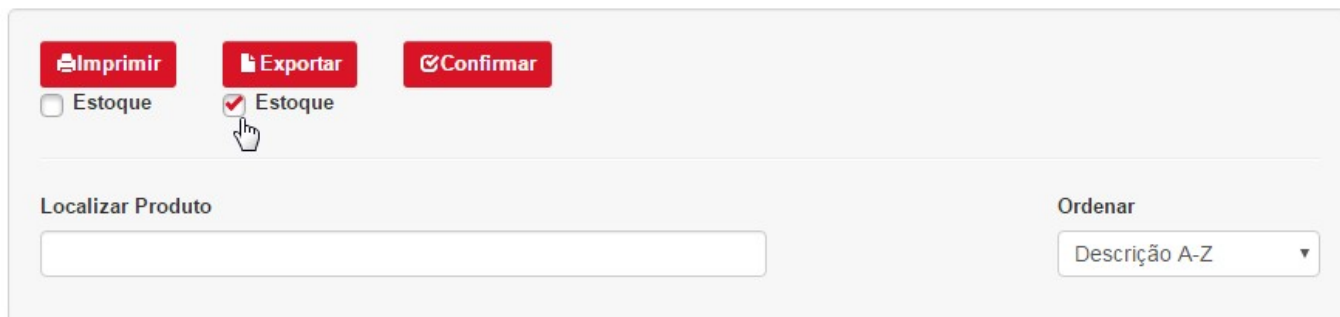 Imprimir Exportar Confirmar
Estoque Estoque
Localizar Produto Ordenar
Descrição A-Z